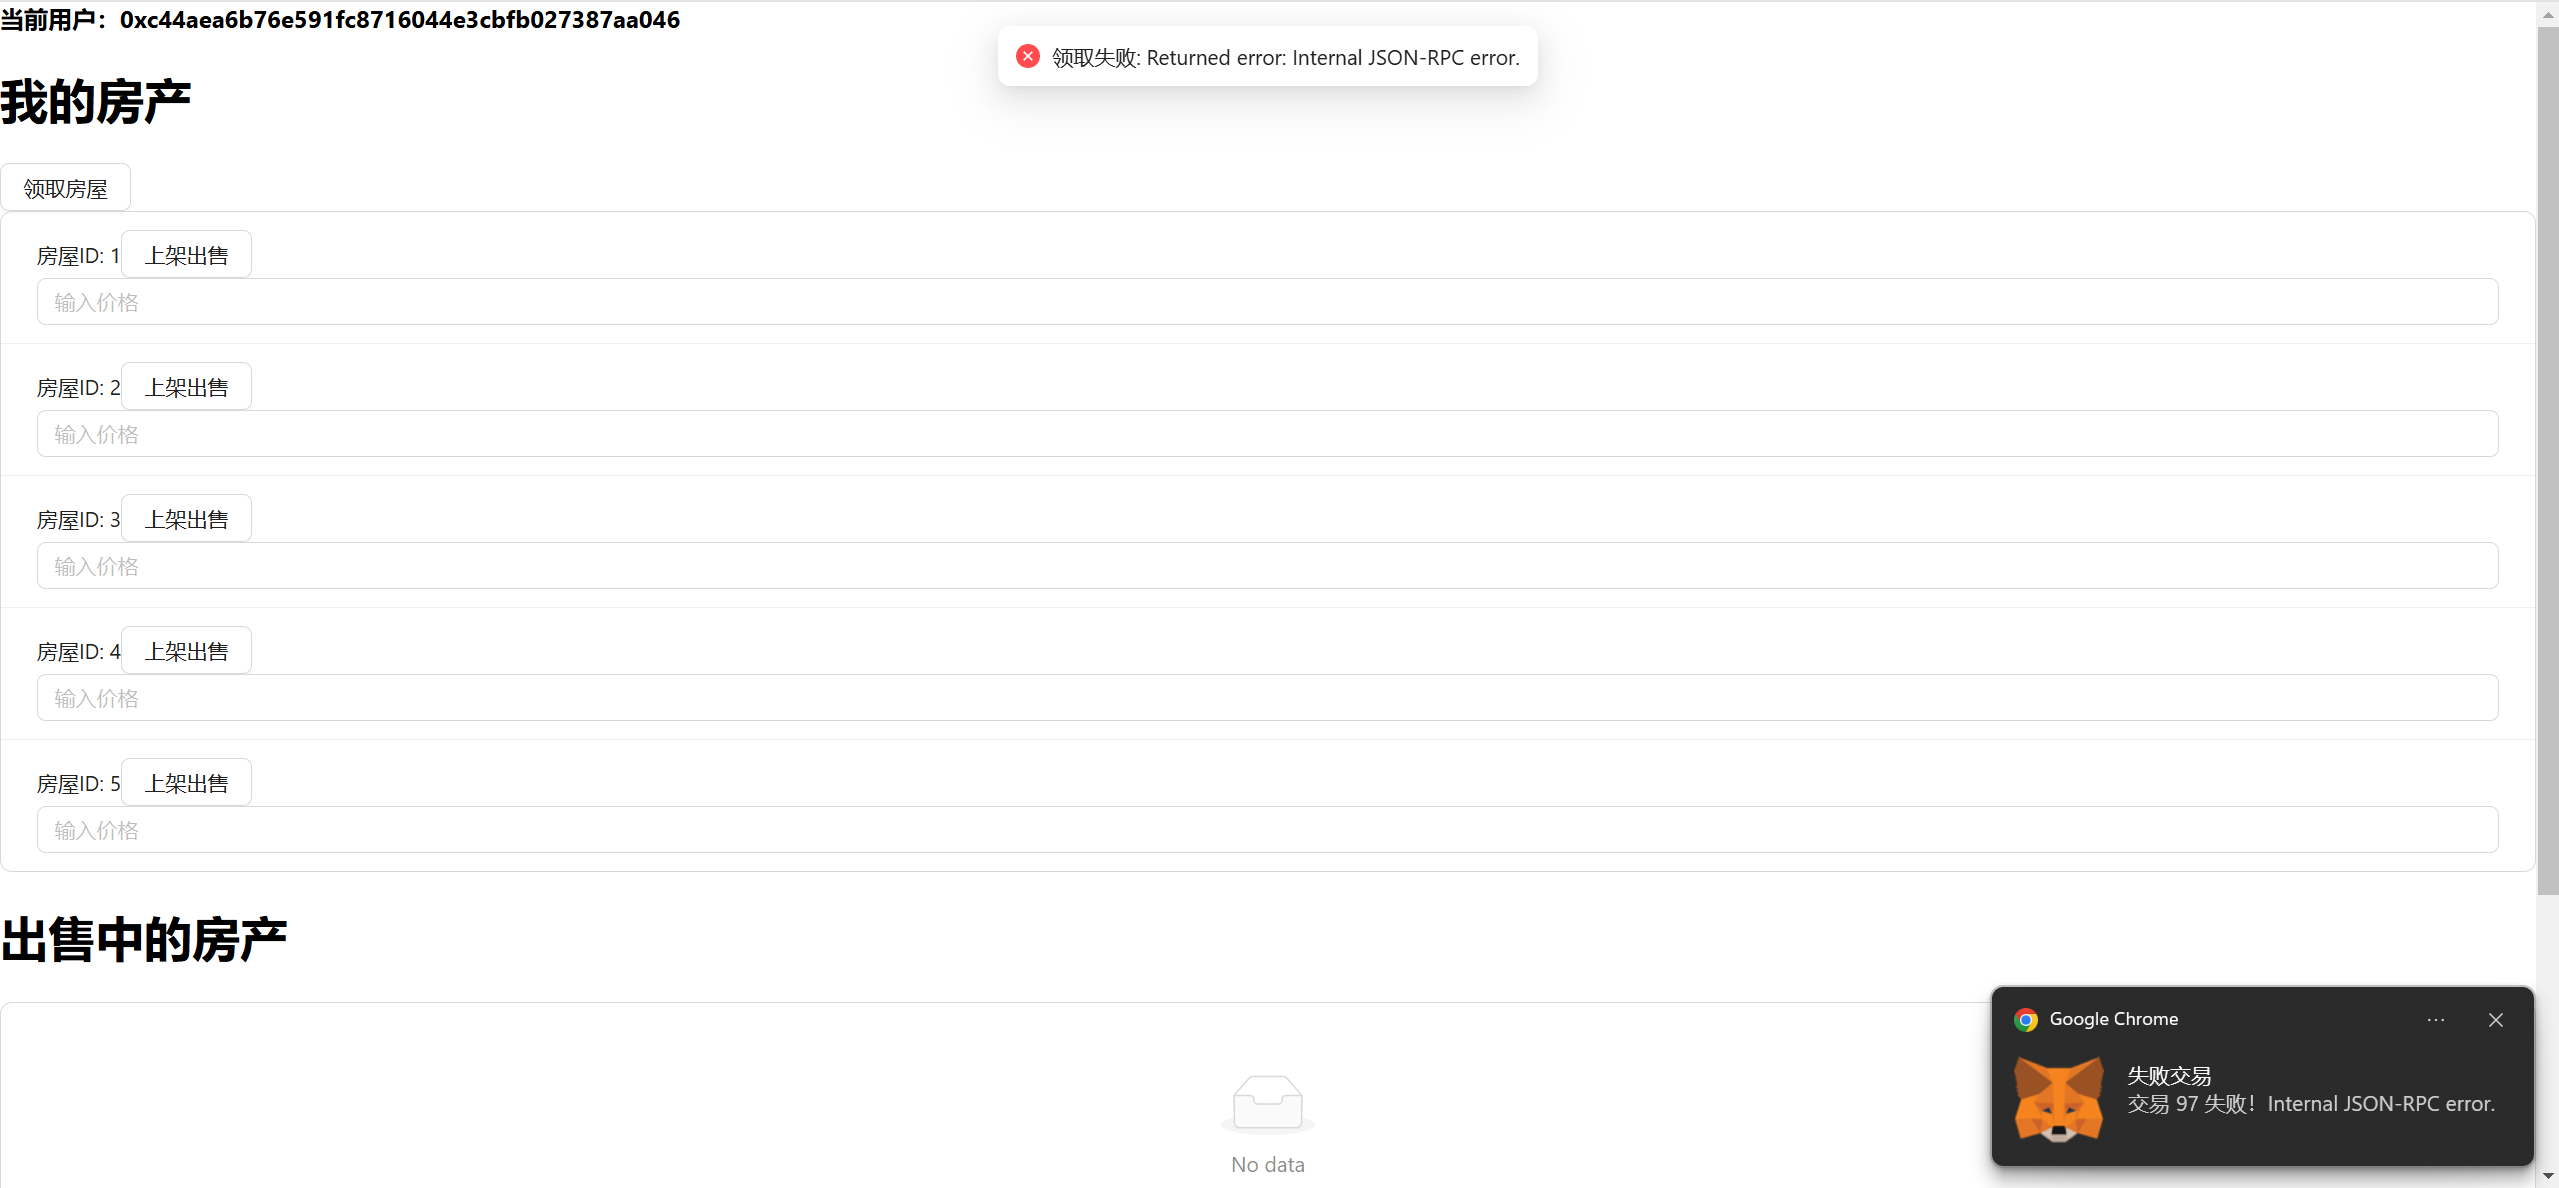 当前用户：0xc44aea6b76e591fc8716044e3cbfb027387aa046
领取失败: Returned error: Internal JSON-RPC error.
我的房产
领取房屋
房屋ID: 1 上架出售
输入价格
房屋ID: 2 上架出售
输入价格
房屋ID: 3 上架出售
输入价格
房屋ID: 4 上架出售
输入价格
房屋ID: 5 上架出售
输入价格
出售中的房产
No data
Google Chrome
失败交易
交易 97 失败！Internal JSON-RPC error.